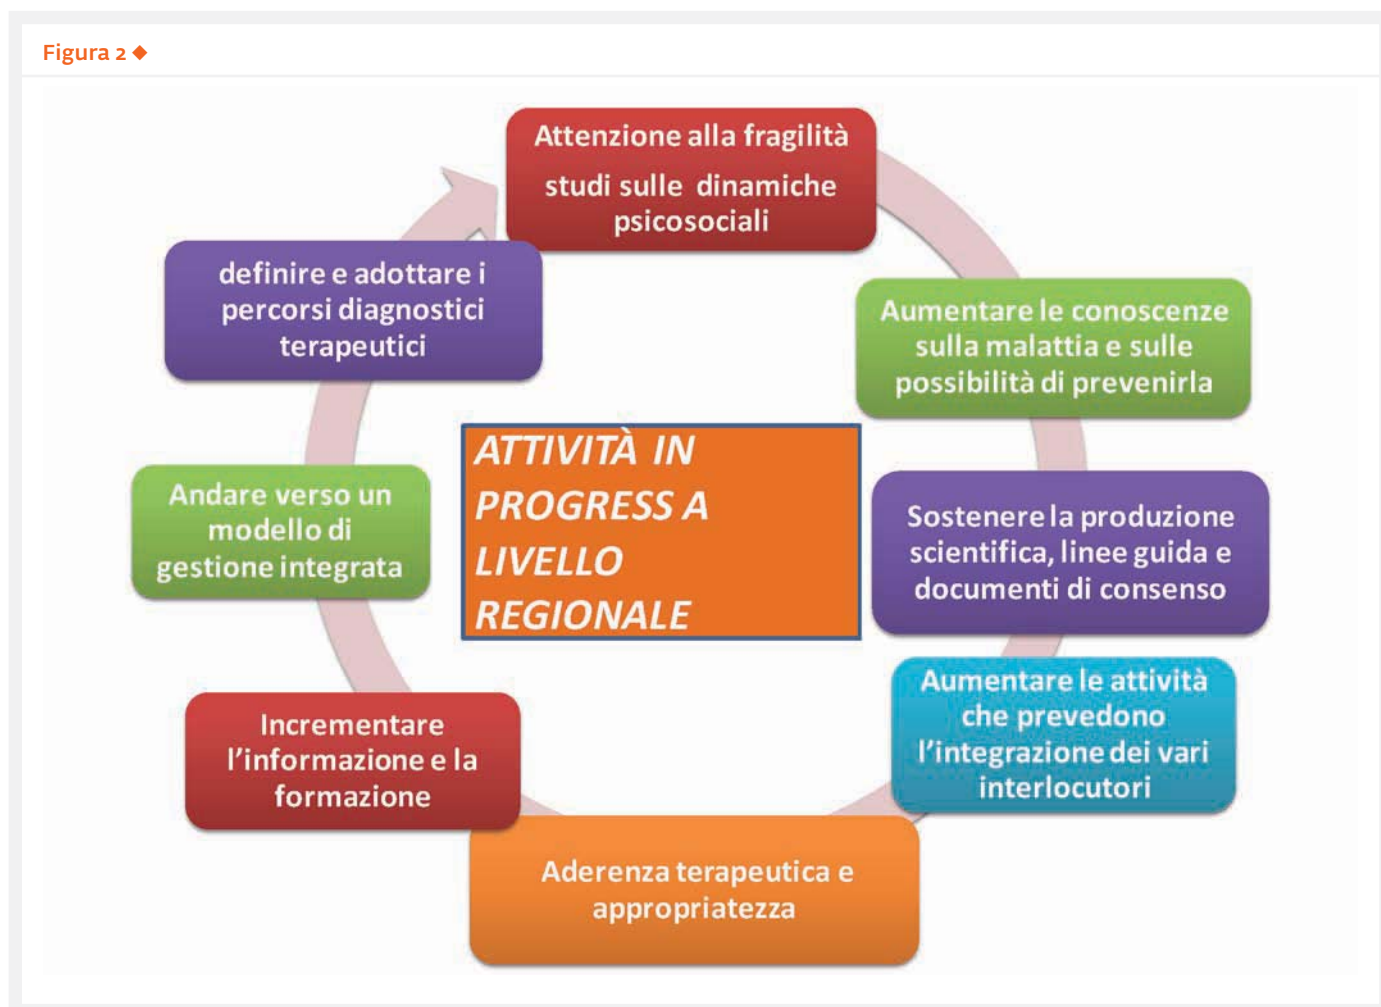 Figura 2 ◆
Attenzione alla fragilità
studi sulle dinamiche
psicosociali
Aumentare le conoscenze
sulla malattia e sulle
possibilità di prevenirla
Sostenere la produzione
scientifica, linee guida e
documenti di consenso
Aumentare le attività
che prevedono
l'integrazione dei vari
interlocutori
Aderenza terapeutica e
appropriatezza
Incrementare
l'informazione e la
formazione
Andare verso un
modello di
gestione integrata
definire e adottare i
percorsi diagnostici
terapeutici
ATTIVITÀ IN
PROGRESS A
LIVELLO
REGIONALE